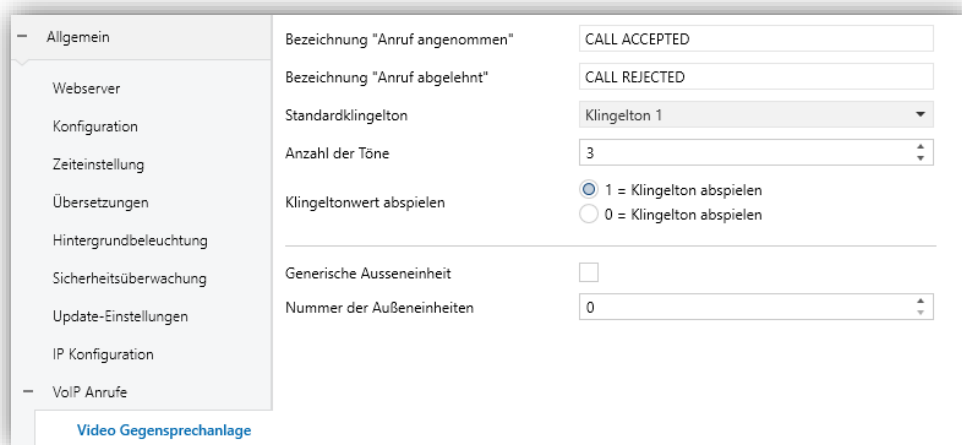 Allgemein
Webserver
Konfiguration
Zeiteinstellung
Übersetzungen
Hintergrundbeleuchtung
Sicherheitsüberwachung
Update-Einstellungen
IP Konfiguration
VoIP Anrufe
Video Gegensprechanlage
Bezeichnung "Anruf angenommen" CALL ACCEPTED
Bezeichnung "Anruf abgelehnt" CALL REJECTED
Standardklingelton Klingelton 1
Anzahl der Töne 3
Klingeltonwert abspielen
1 = Klingelton abspielen
0 = Klingelton abspielen
Generische Ausseneinheit
Nummer der Außeneinheiten 0